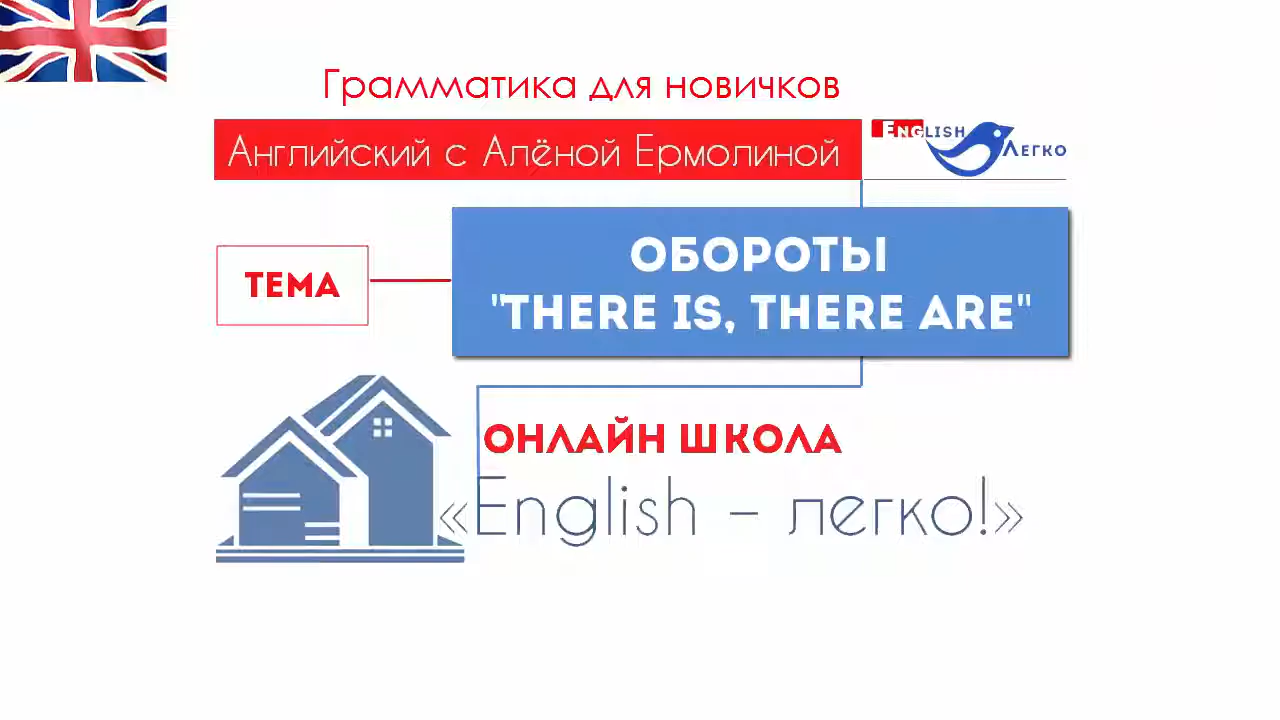 Грамматика для новичков
Английский с Алёной Ермолиной
English
Легко
ТЕМА
ОБОРОТЫ
"THERE IS, THERE ARE"
ОНЛАЙН ШКОЛА
«English – легко!»